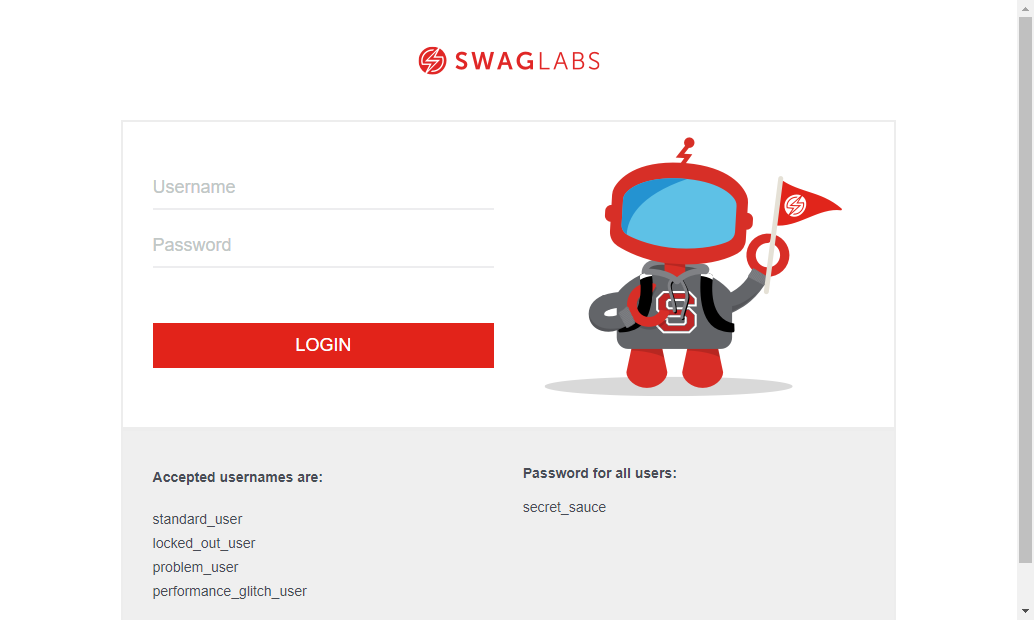 SWAGLABS
Username
Password
LOGIN
S
Accepted usernames are:
standard_user
locked_out_user
problem_user
performance_glitch_user
Password for all users:
secret_sauce